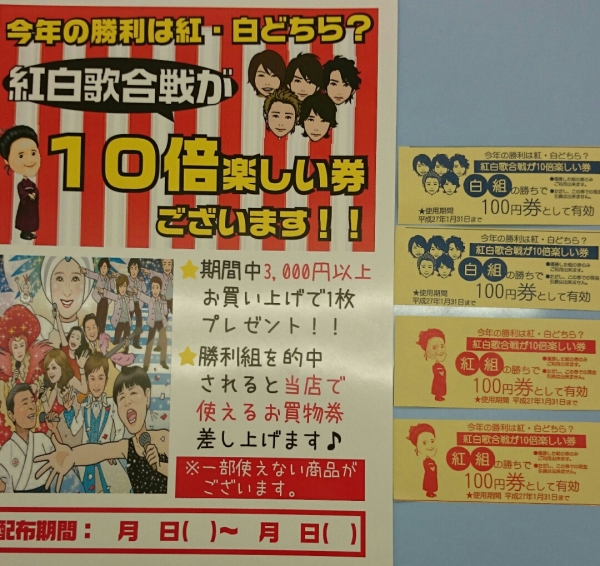 今年の勝利は紅・白どちら？
紅白歌合戦が
10倍楽しい券
ございます！！
★期間中3,000円以上
お買い上げで1枚
プレゼント！！
★勝利組を的中
されると当店で
使えるお買物券
差し上げます♪
※一部使えない商品が
ございます。
配布期間： 月 日( )～ 月 日( )
今年の勝利は紅・白どちら？
紅白歌合戦が10倍楽しい券
白組の勝ちで
100円券として有効
★使用期間
平成27年1月31日まで
今年の勝利は紅・白どちら？
紅白歌合戦が10倍楽しい券
白組の勝ちで
100円券として有効
★使用期間
平成27年1月31日まで
今年の勝利は紅・白どちら？
紅白歌合戦が10倍楽しい券
紅組の勝ちで
100円券として有効
★使用期間 平成27年1月31日まで
今年の勝利は紅・白どちら？
紅白歌合戦が10倍楽しい券
紅組の勝ちで
100円券として有効
★使用期間 平成27年1月31日まで